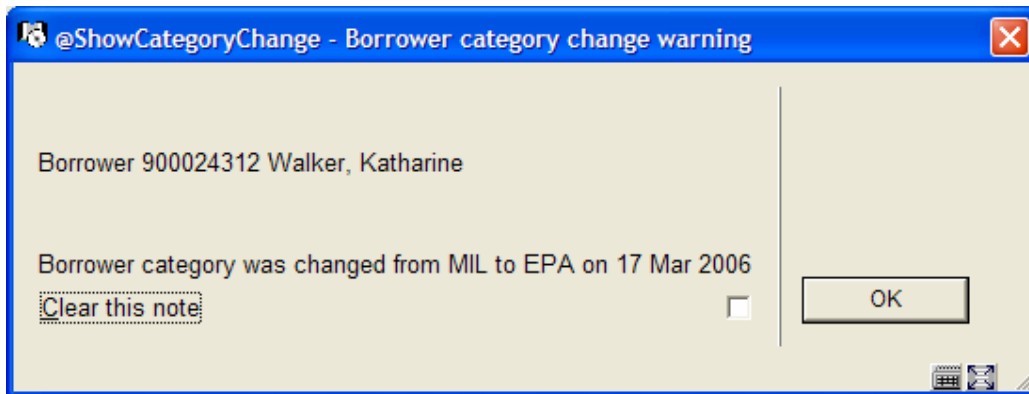 @ShowCategoryChange - Borrower category change warning
Borrower 900024312 Walker, Katharine
Borrower category was changed from MIL to EPA on 17 Mar 2006
Clear this note
OK